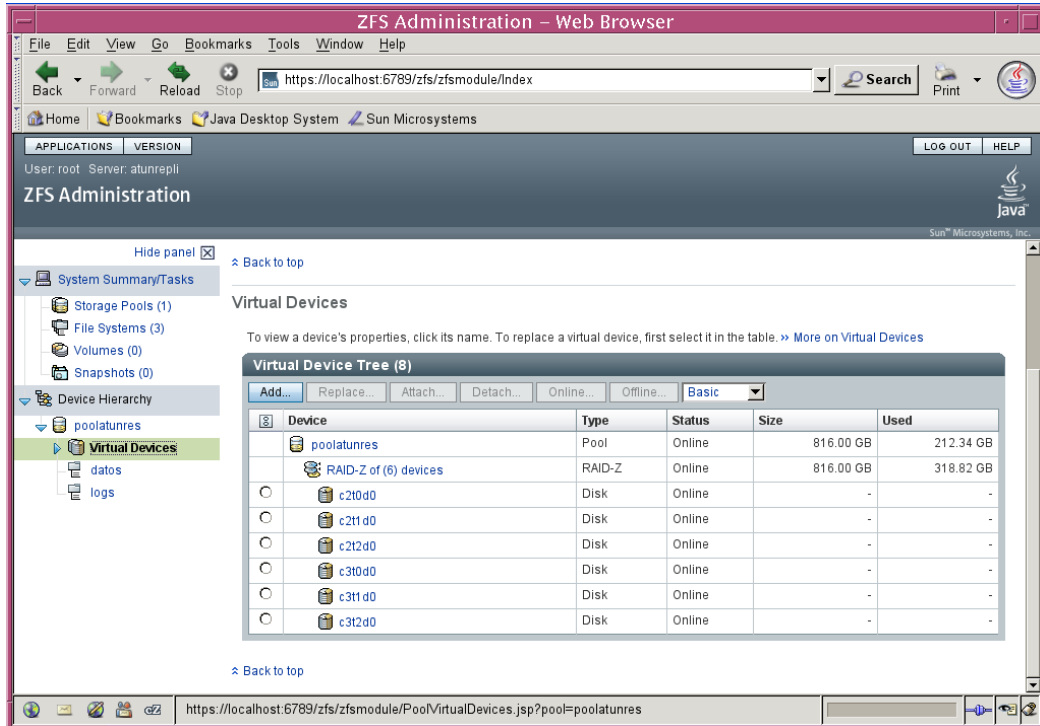 ZFS Administration – Web Browser
File Edit View Go Bookmarks Tools Window Help
Back Forward Reload Stop Sun https://localhost:6789/zfs/zfsmodule/Index Search Print
Home Bookmarks Java Desktop System Sun Microsystems
APPLICATIONS VERSION LOG OUT HELP
User: root Server: atunrepli
ZFS Administration
Java™
Sun™ Microsystems, Inc.
Hide panel
System Summary/Tasks
Storage Pools (1)
File Systems (3)
Volumes (0)
Snapshots (0)
Device Hierarchy
poolatunres
Virtual Devices
datos
logs
Back to top
Virtual Devices
To view a device's properties, click its name. To replace a virtual device, first select it in the table. » More on Virtual Devices
Virtual Device Tree (8)
Add... Replace... Attach... Detach... Online... Offline... Basic
Device Type Status Size Used
poolatunres Pool Online 816.00 GB 212.34 GB
RAID-Z of (6) devices RAID-Z Online 816.00 GB 318.82 GB
c2t0d0 Disk Online - -
c2t1d0 Disk Online - -
c2t2d0 Disk Online - -
c3t0d0 Disk Online - -
c3t1d0 Disk Online - -
c3t2d0 Disk Online - -
Back to top
https://localhost:6789/zfs/zfsmodule/PoolVirtualDevices.jsp?pool=poolatunres